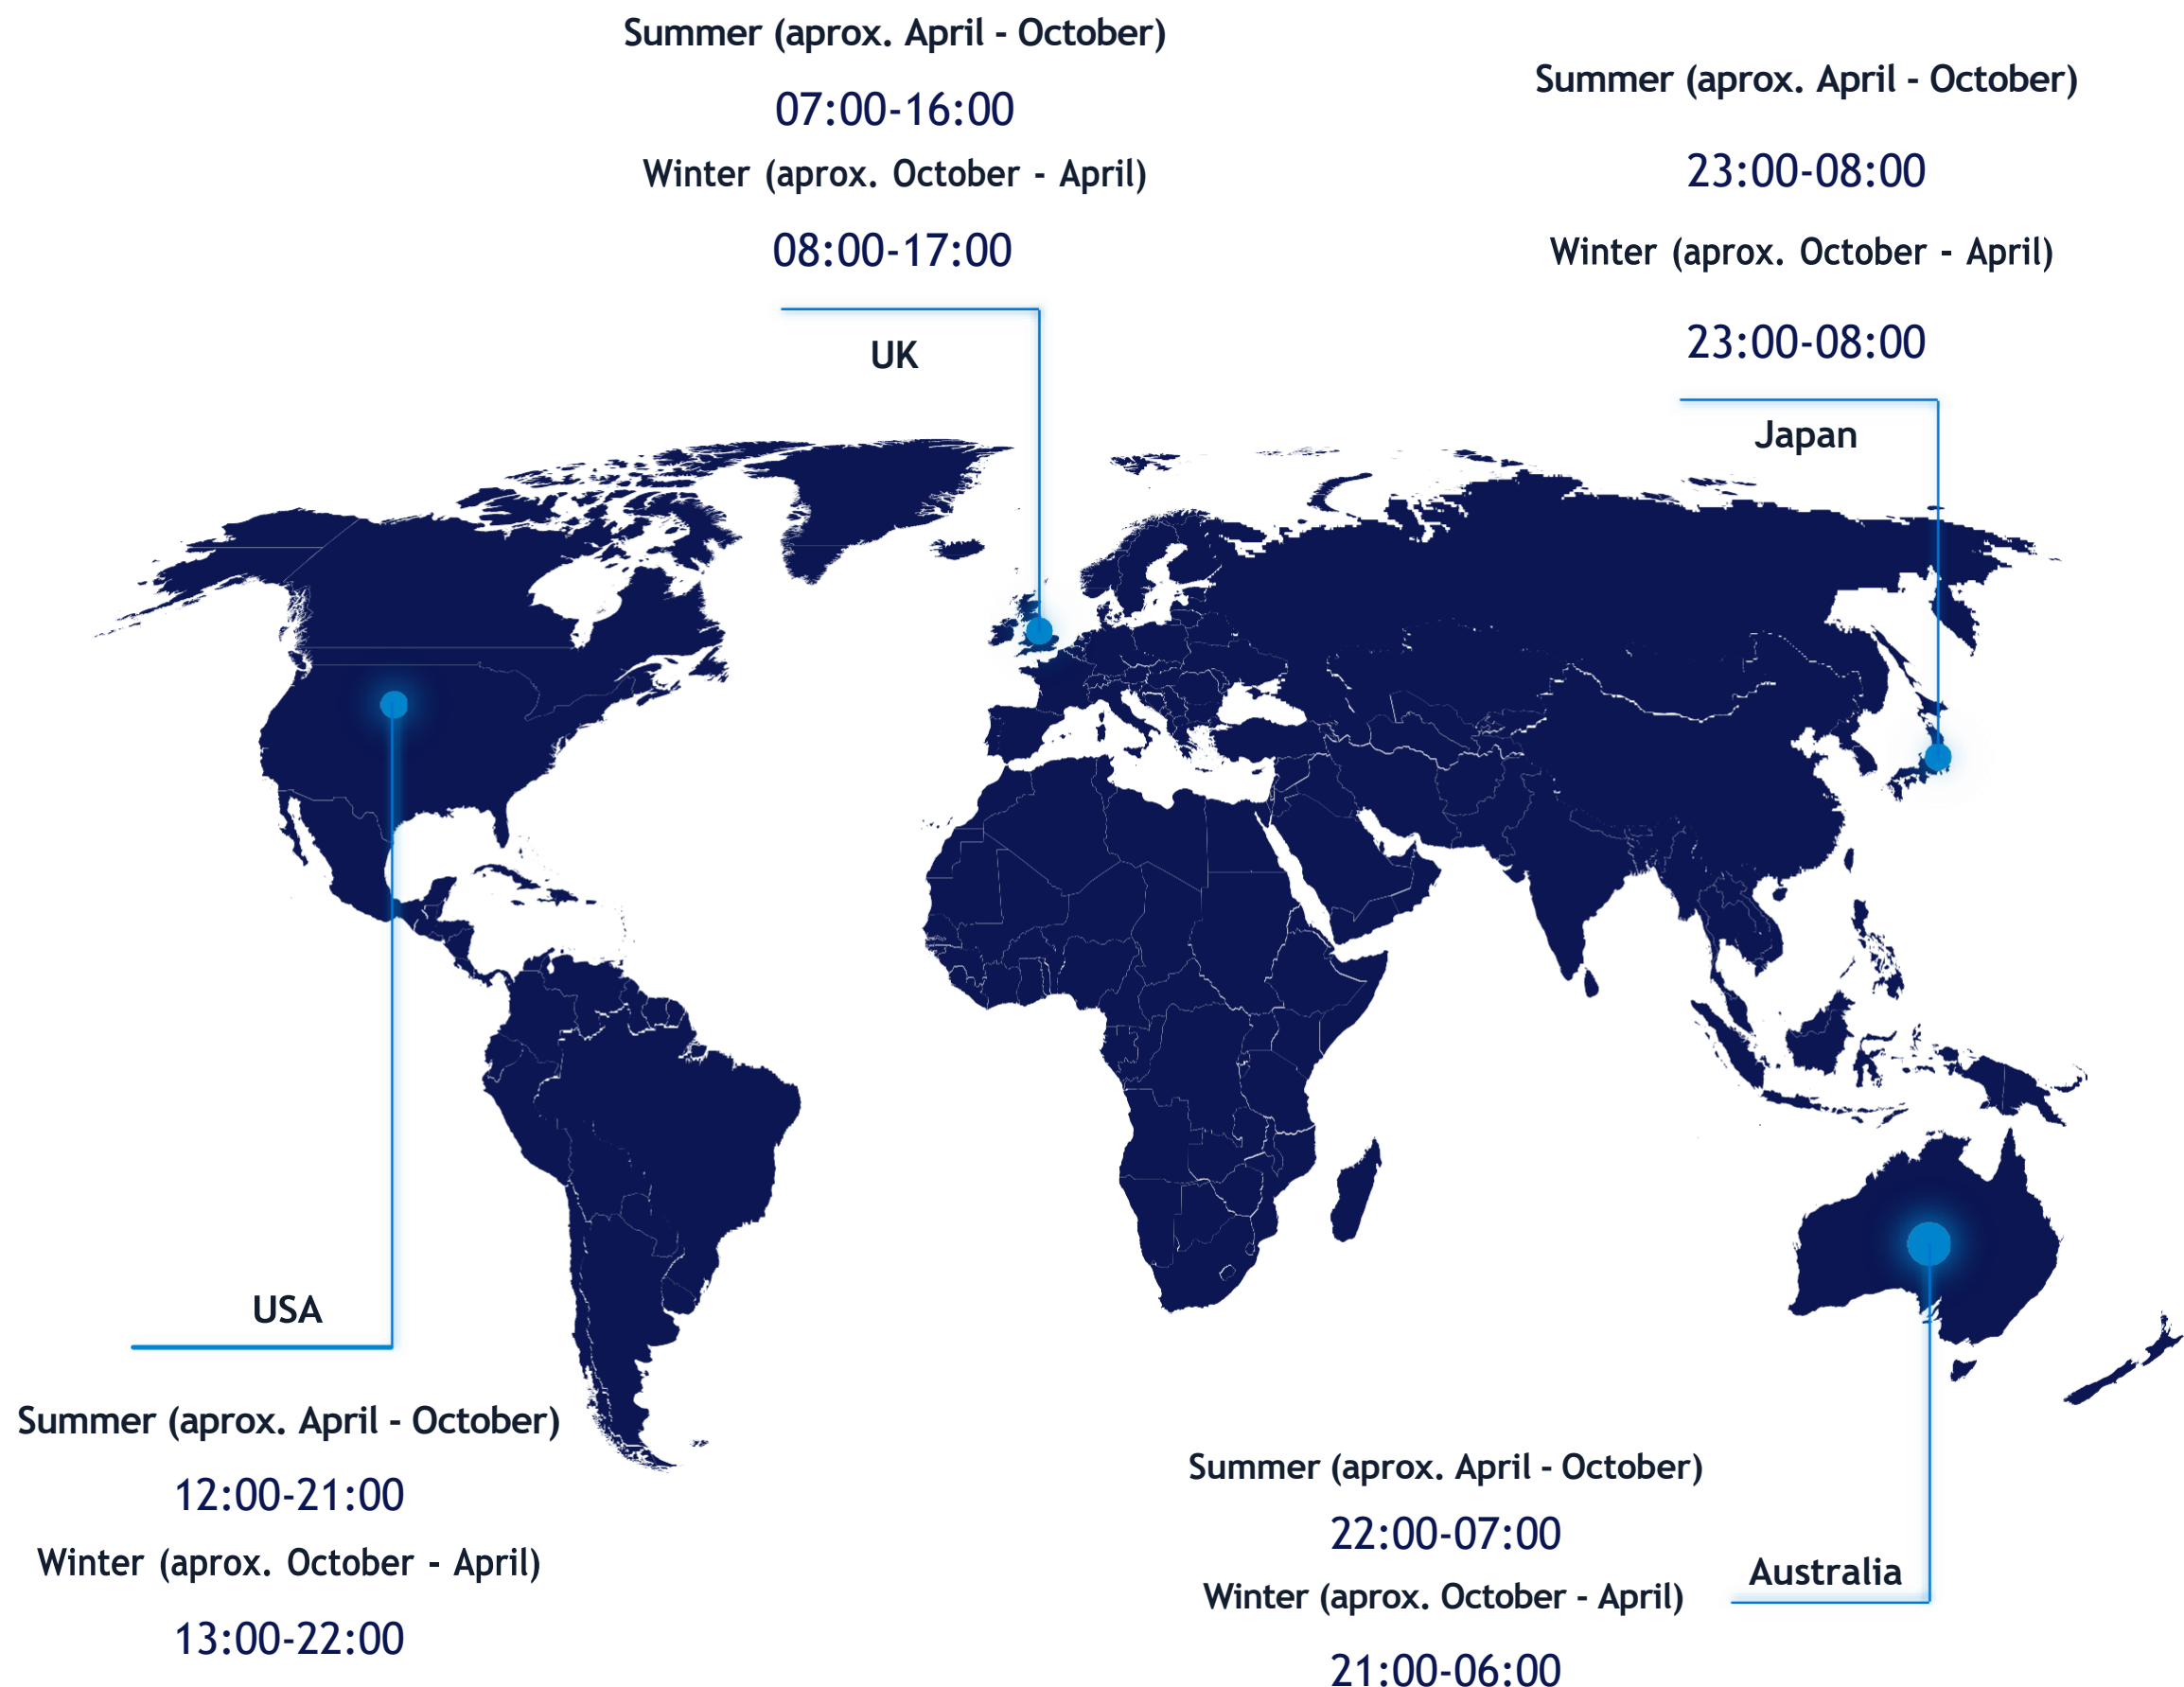 Summer (aprox. April - October)
07:00-16:00
Winter (aprox. October - April)
08:00-17:00
UK
Summer (aprox. April - October)
23:00-08:00
Winter (aprox. October - April)
23:00-08:00
Japan
USA
Summer (aprox. April - October)
12:00-21:00
Winter (aprox. October - April)
13:00-22:00
Summer (aprox. April - October)
22:00-07:00
Winter (aprox. October - April)
21:00-06:00
Australia